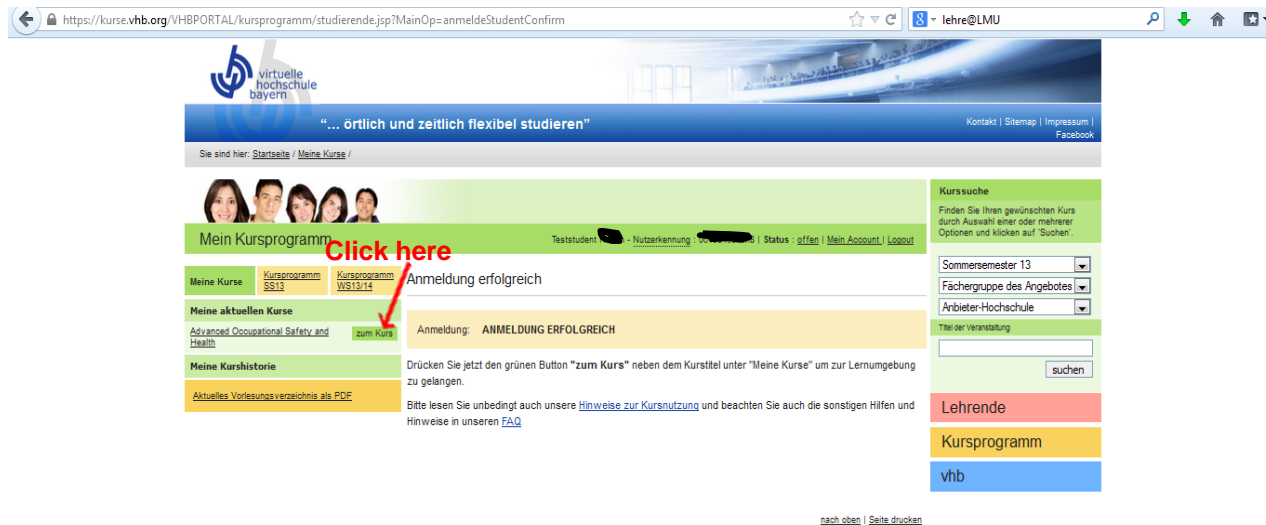 https://kurse.vhb.org/VHBPORTAL/kursprogramm/studierende.jsp?MainOp=anmeldeStudentConfirm
lehre@LMU
virtuelle
hochschule
bayern
“... örtlich und zeitlich flexibel studieren”
Kontakt | Sitemap | Impressum |
Facebook
Sie sind hier: Startseite / Meine Kurse /
Mein Kursprogramm
Teststudent - Nutzerkennung : | Status : offen | Mein Account | Logout
Click here
Meine Kurse
Kursprogramm
SS13
Kursprogramm
WS13/14
Meine aktuellen Kurse
Advanced Occupational Safety and
Health
zum Kurs
Meine Kurshistorie
Aktuelles Vorlesungsverzeichnis als PDF
Anmeldung erfolgreich
Anmeldung: ANMELDUNG ERFOLGREICH
Drücken Sie jetzt den grünen Button "zum Kurs" neben dem Kurstitel unter "Meine Kurse" um zur Lernumgebung
zu gelangen.
Bitte lesen Sie unbedingt auch unsere Hinweise zur Kursnutzung und beachten Sie auch die sonstigen Hilfen und
Hinweise in unseren FAQ
Kurssuche
Finden Sie Ihren gewünschten Kurs
durch Auswahl einer oder mehrerer
Optionen und klicken auf 'Suchen'.
Sommersemester 13
Fächergruppe des Angebotes
Anbieter-Hochschule
Titel der Veranstaltung
suchen
Lehrende
Kursprogramm
vhb
nach oben | Seite drucken